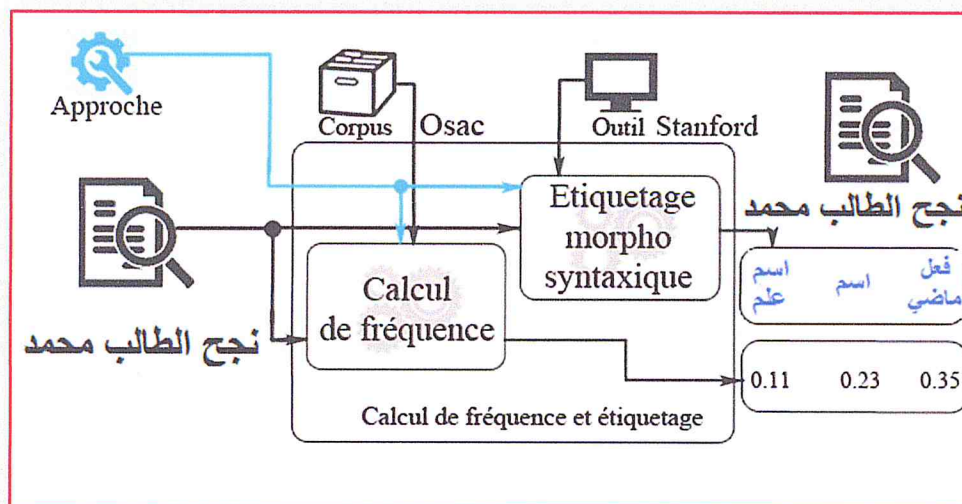 Approche
Corpus Osac
Outil Stanford
Etiquetage
morpho
syntaxique
نجح الطالب محمد
فعل ماضي
اسم
اسم علم
Calcul
de fréquence
نجح الطالب محمد
0.11 0.23 0.35
Calcul de fréquence et étiquetage